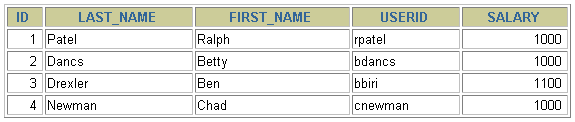 ID LAST_NAME FIRST_NAME USERID SALARY
1 Patel Ralph rpatel 1000
2 Dancs Betty bdancs 1000
3 Drexler Ben bbiri 1100
4 Newman Chad cnewman 1000